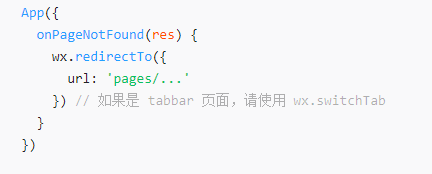 App({
  onPageNotFound(res) {
    wx.redirectTo({
      url: 'pages/...'
    }) // 如果是 tabbar 页面，请使用 wx.switchTab
  }
})